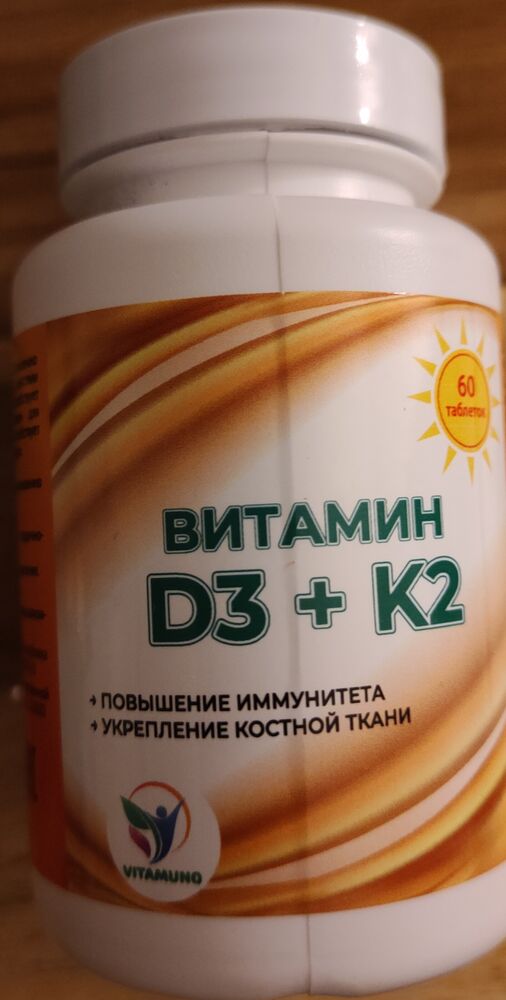 60
таблеток
ВИТАМИН
D3 + K2
→ ПОВЫШЕНИЕ ИММУНИТЕТА
→ УКРЕПЛЕНИЕ КОСТНОЙ ТКАНИ
VITAMUNO